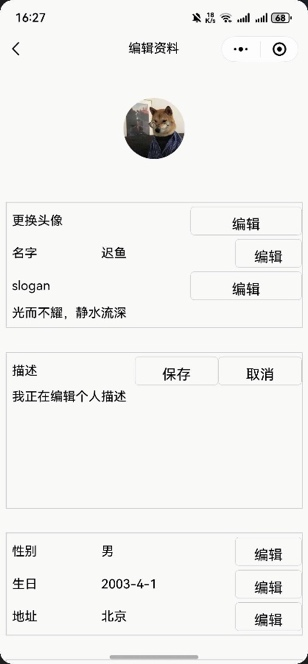 16:27
18 K/s
68
编辑资料
更换头像 编辑
名字 迟鱼 编辑
slogan 编辑
光而不耀，静水流深
描述 保存 取消
我正在编辑个人描述
性别 男 编辑
生日 2003-4-1 编辑
地址 北京 编辑